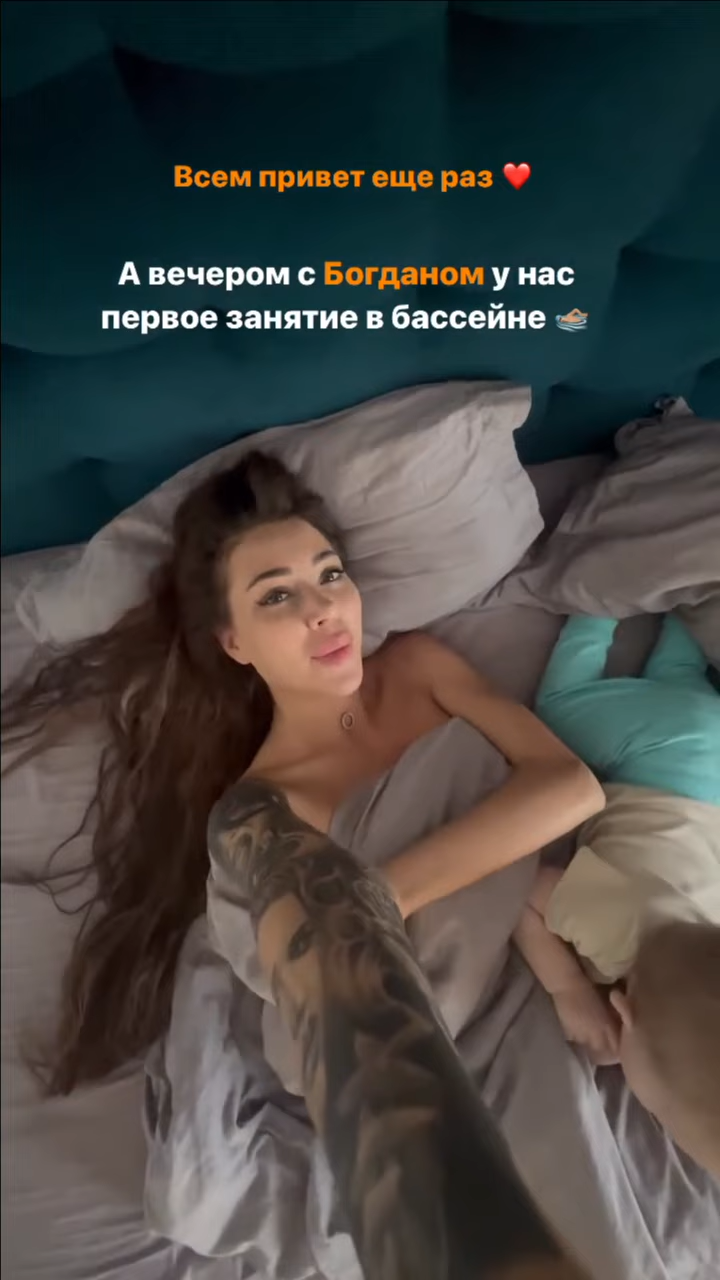 Всем привет еще раз ❤️
А вечером с Богданом у нас
первое занятие в бассейне 🏊